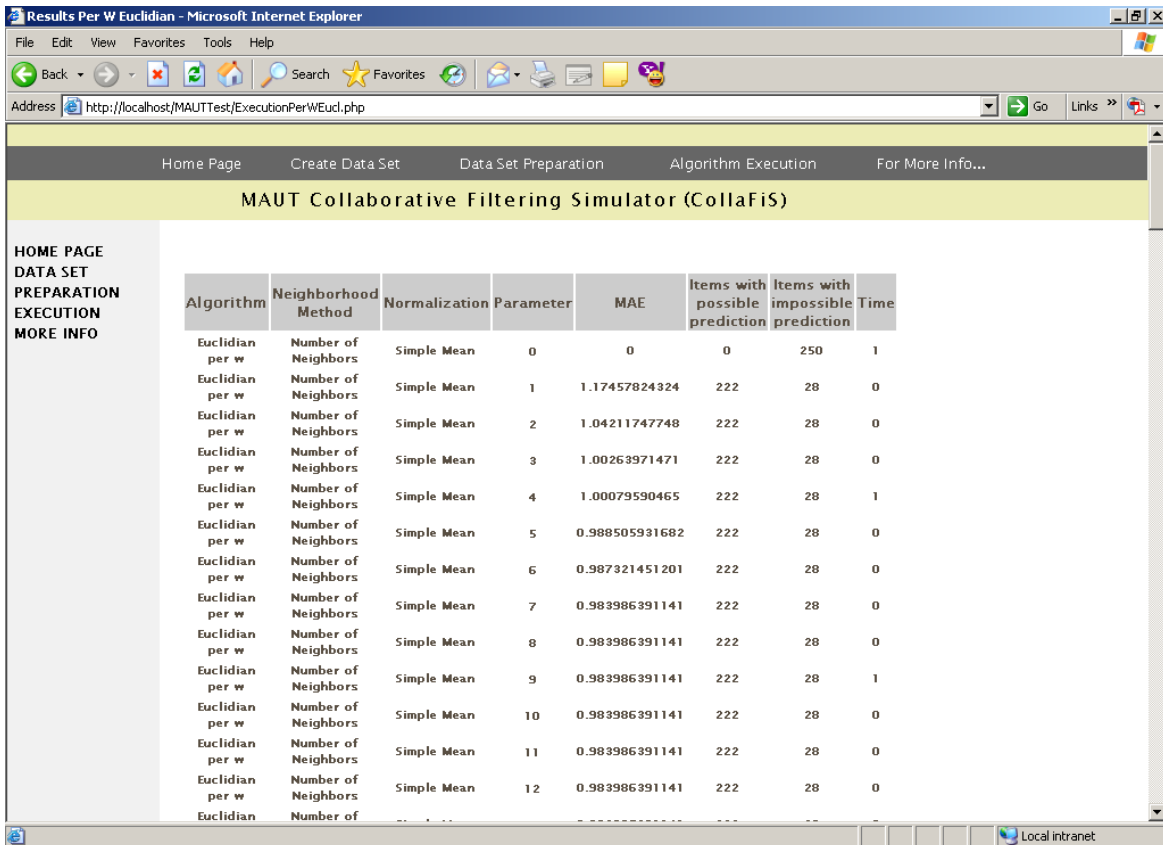 Results Per W Euclidian - Microsoft Internet Explorer
File Edit View Favorites Tools Help
Back Search Favorites
Address http://localhost/MAUTTest/ExecutionPerWEucl.php Go Links »
Home Page Create Data Set Data Set Preparation Algorithm Execution For More Info...
MAUT Collaborative Filtering Simulator (CollaFiS)
HOME PAGE
DATA SET
PREPARATION
EXECUTION
MORE INFO
Algorithm Neighborhood Method Normalization Parameter MAE Items with possible prediction Items with impossible prediction Time
Euclidian per w Number of Neighbors Simple Mean 0 0 0 250 1
Euclidian per w Number of Neighbors Simple Mean 1 1.17457824324 222 28 0
Euclidian per w Number of Neighbors Simple Mean 2 1.04211747748 222 28 0
Euclidian per w Number of Neighbors Simple Mean 3 1.00263971471 222 28 0
Euclidian per w Number of Neighbors Simple Mean 4 1.00079590465 222 28 1
Euclidian per w Number of Neighbors Simple Mean 5 0.988505931682 222 28 0
Euclidian per w Number of Neighbors Simple Mean 6 0.987321451201 222 28 0
Euclidian per w Number of Neighbors Simple Mean 7 0.983986391141 222 28 0
Euclidian per w Number of Neighbors Simple Mean 8 0.983986391141 222 28 0
Euclidian per w Number of Neighbors Simple Mean 9 0.983986391141 222 28 1
Euclidian per w Number of Neighbors Simple Mean 10 0.983986391141 222 28 0
Euclidian per w Number of Neighbors Simple Mean 11 0.983986391141 222 28 0
Euclidian per w Number of Neighbors Simple Mean 12 0.983986391141 222 28 0
Euclidian Number of
Local intranet